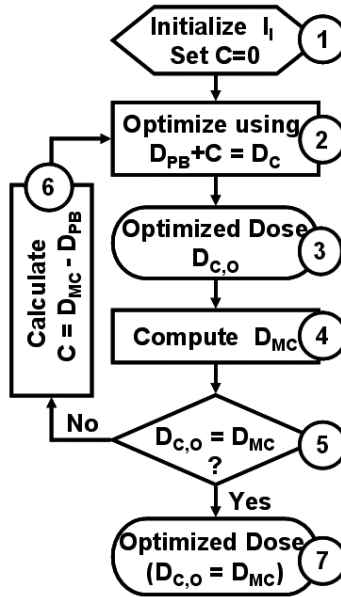 Initialize I_I
Set C=0
1
Optimize using
D_PB+C = D_C
2
Optimized Dose
D_C,O
3
Compute D_MC
4
D_C,O = D_MC
?
5
No
Calculate
C = D_MC - D_PB
6
Yes
Optimized Dose
(D_C,O = D_MC)
7